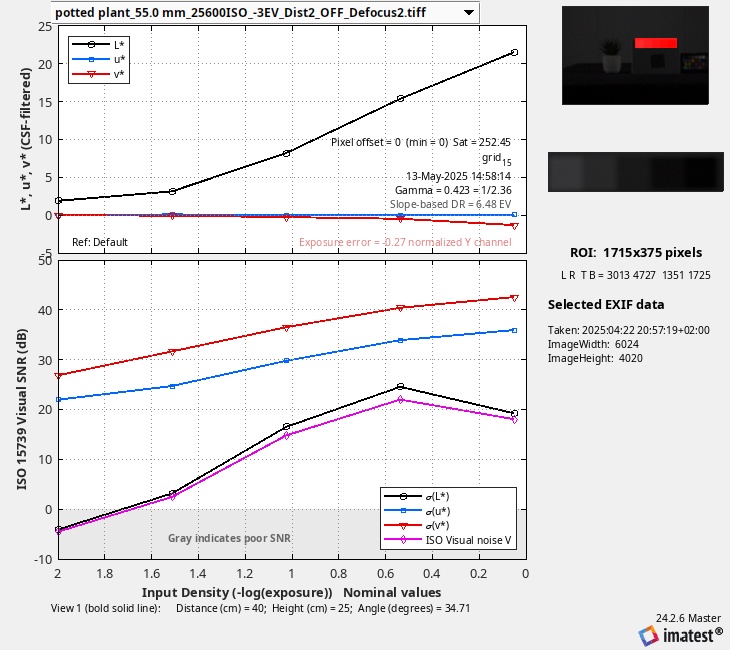 potted plant_55.0 mm_25600ISO_-3EV_Dist2_OFF_Defocus2.tiff
25
20
15
10
5
0
-5
L*, u*, v* (CSF-filtered)
L*
u*
v*
Pixel offset = 0 (min = 0) Sat = 252.45
grid15
13-May-2025 14:58:14
Gamma = 0.423 = 1/2.36
Slope-based DR = 6.48 EV
Ref: Default
Exposure error = -0.27 normalized Y channel
50
40
30
20
10
0
-10
ISO 15739 Visual SNR (dB)
σ(L*)
σ(u*)
σ(v*)
ISO Visual noise V
Gray indicates poor SNR
2 1.8 1.6 1.4 1.2 1 0.8 0.6 0.4 0.2 0
Input Density (-log(exposure)) Nominal values
View 1 (bold solid line): Distance (cm) = 40; Height (cm) = 25; Angle (degrees) = 34.71
ROI: 1715x375 pixels
L R T B = 3013 4727 1351 1725
Selected EXIF data
Taken: 2025:04:22 20:57:19+02:00
ImageWidth: 6024
ImageHeight: 4020
24.2.6 Master
imatest®